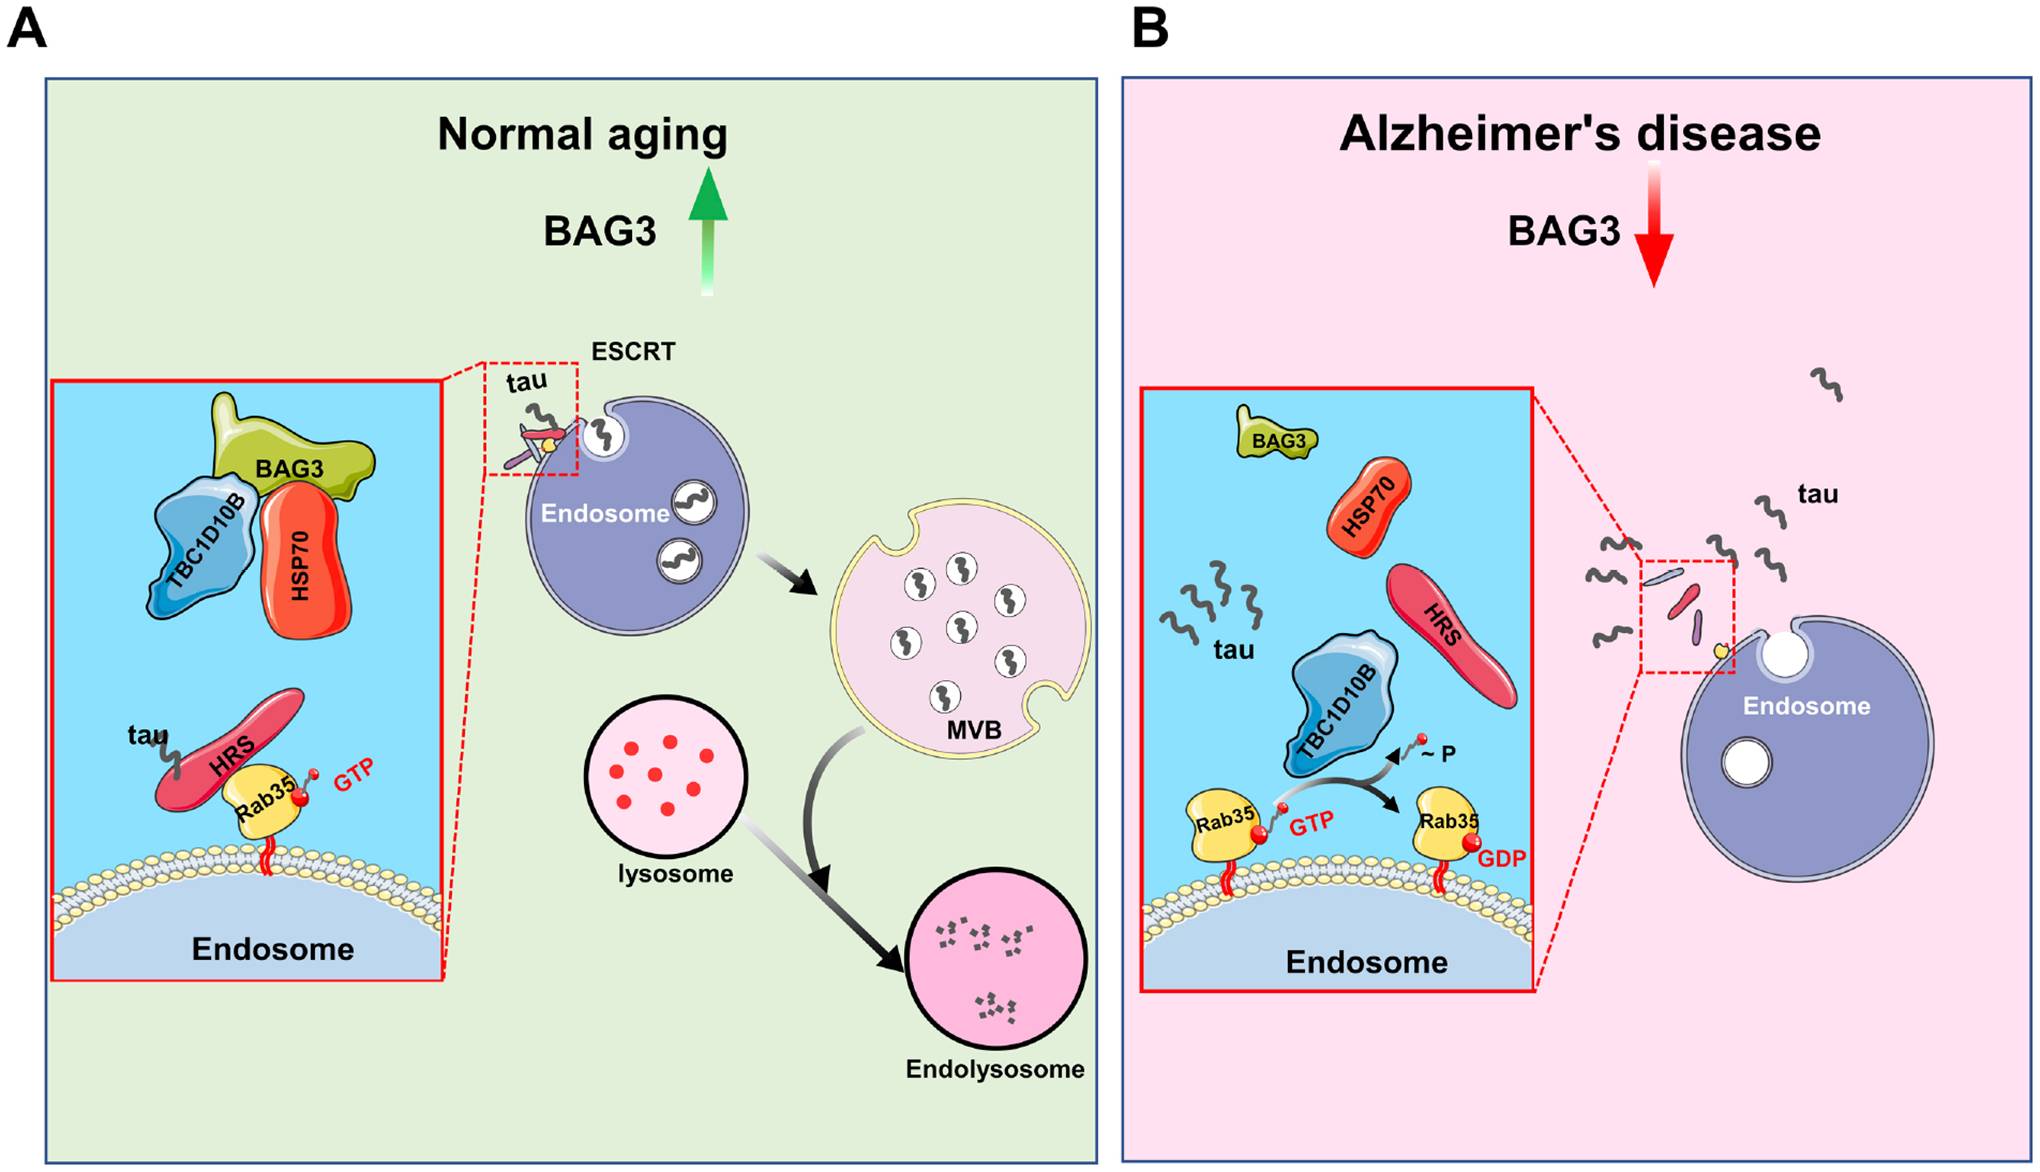 A
Normal aging
BAG3
ESCRT
tau
Endosome
BAG3
TBC1D10B
HSP70
tau
HRS
Rab35
GTP
Endosome
MVB
lysosome
Endolysosome
B
Alzheimer's disease
BAG3
tau
Endosome
BAG3
HSP70
HRS
tau
TBC1D10B
~ P
Rab35
GTP
Rab35
GDP
Endosome